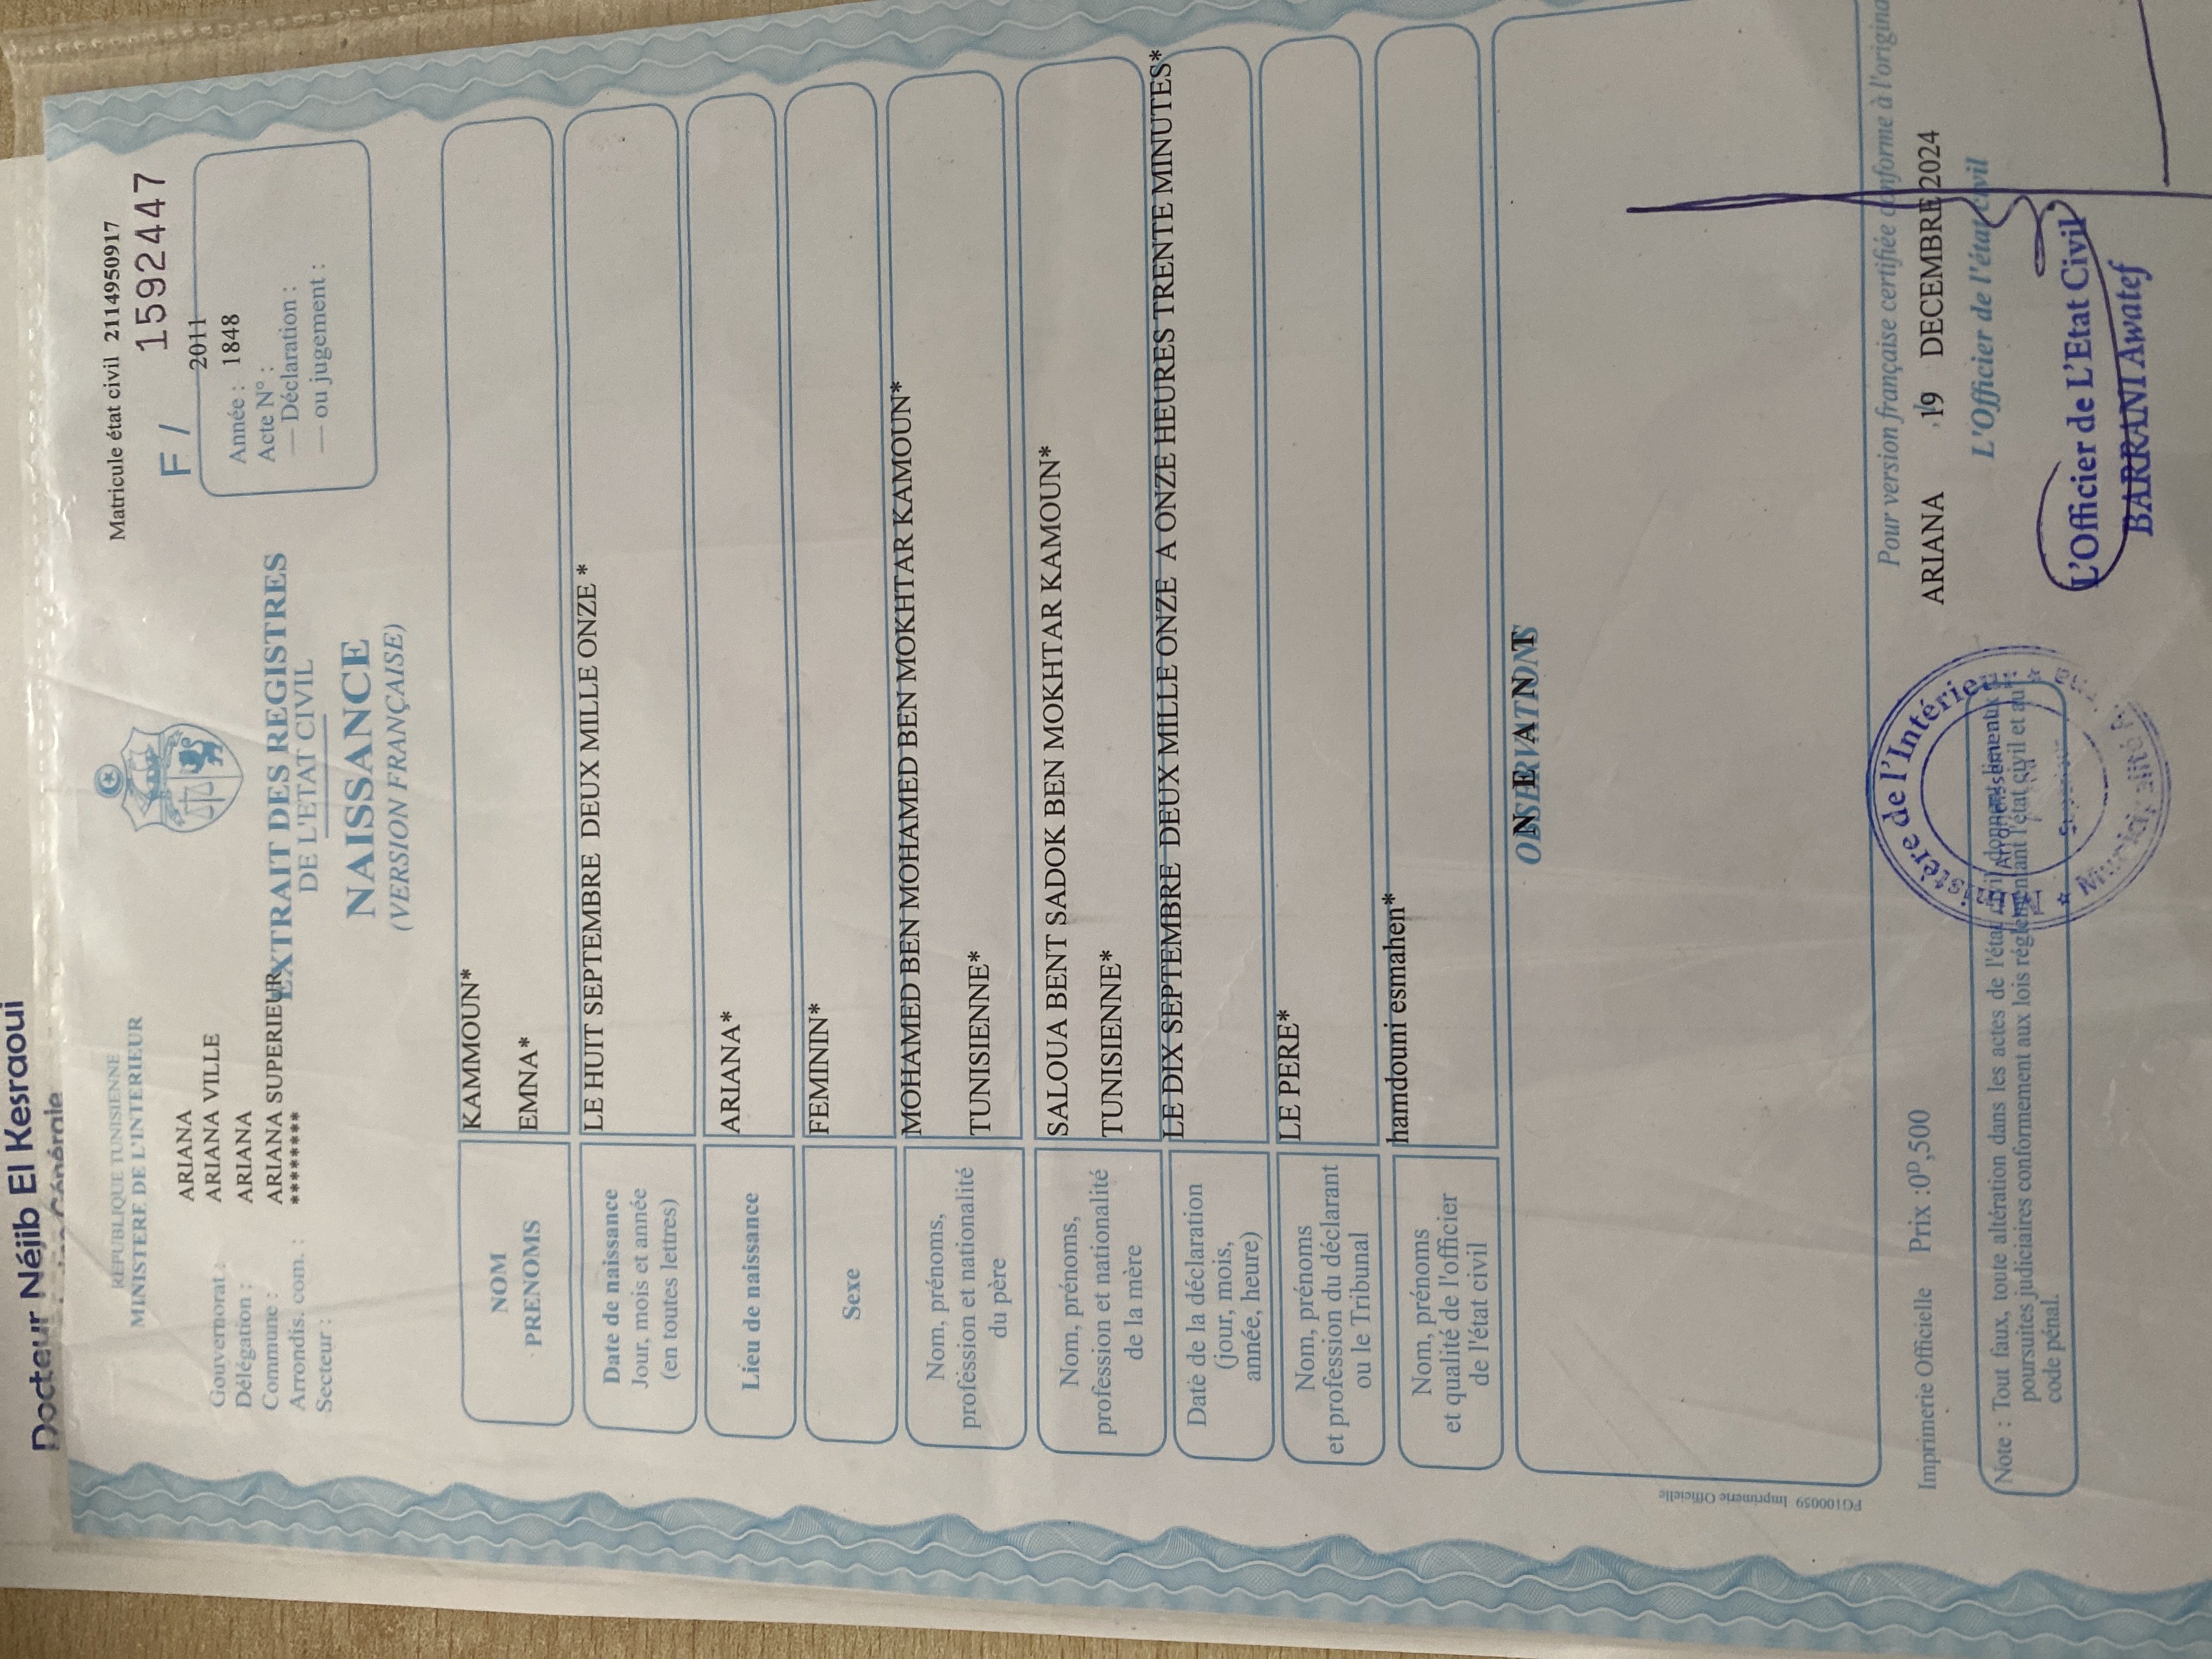 Docteur Néjib El Kesraoui
REPUBLIQUE TUNISIENNE
MINISTERE DE L'INTERIEUR
Gouvernorat : ARIANA
Délégation : ARIANA VILLE
Commune : ARIANA
Arrondis. com. : ARIANA SUPERIEUR
Secteur : ********
EXTRAIT DES REGISTRES
DE L'ETAT CIVIL
NAISSANCE
(VERSION FRANÇAISE)
Matricule état civil 2114950917
F / 1592447
Année : 2011
Acte N° : 1848
— Déclaration :
— ou jugement :
NOM
PRENOMS
KAMMOUN*
EMNA*
Date de naissance
Jour, mois et année
(en toutes lettres)
LE HUIT SEPTEMBRE DEUX MILLE ONZE *
Lieu de naissance
ARIANA*
Sexe
FEMININ*
Nom, prénoms,
profession et nationalité
du père
MOHAMED BEN MOHAMED BEN MOHAMED BEN MOKHTAR KAMOUN*
TUNISIENNE*
Nom, prénoms,
profession et nationalité
de la mère
SALOUA BENT SADOK BEN MOKHTAR KAMOUN*
TUNISIENNE*
Date de la déclaration
(jour, mois,
année, heure)
LE DIX SEPTEMBRE DEUX MILLE ONZE A ONZE HEURES TRENTE MINUTES*
Nom, prénoms
et profession du déclarant
ou le Tribunal
LE PERE*
Nom, prénoms
et qualité de l'officier
de l'état civil
hamdouni esmahen*
OBSERVATIONS
N E A N T
PG100059 Imprimerie Officielle
Imprimerie Officielle Prix :0ᴰ,500
Pour version française certifiée conforme à l'origina
ARIANA ,19 DECEMBRE 2024
L'Officier de l'état civil
L'Officier de L'Etat Civil
BARRANI Awatef
Ministère de l'Intérieur
Municipalité
Note : Tout faux, toute altération dans les actes de l'état civil donnent lieu aux
poursuites judiciaires conformement aux lois réglementant l'état civil et au
code pénal.